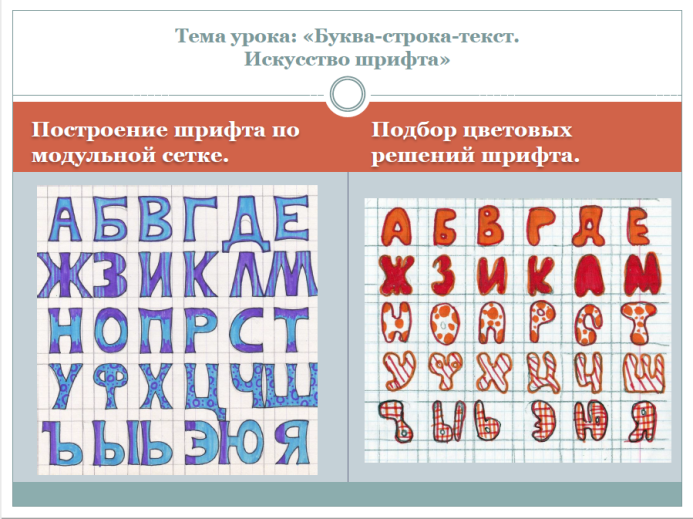 Тема урока: «Буква-строка-текст.
Искусство шрифта»
Построение шрифта по
модульной сетке.
Подбор цветовых
решений шрифта.
А Б В Г Д Е
Ж З И К Л М
Н О П Р С Т
У Ф Х Ц Ч Ш
Ъ Ы Ь Э Ю Я
А Б В Г Д Е
Ж З И К Л М
Н О П Р С Т
У Ф Х Ц Ч Ш
Ъ Ы Ь Э Ю Я